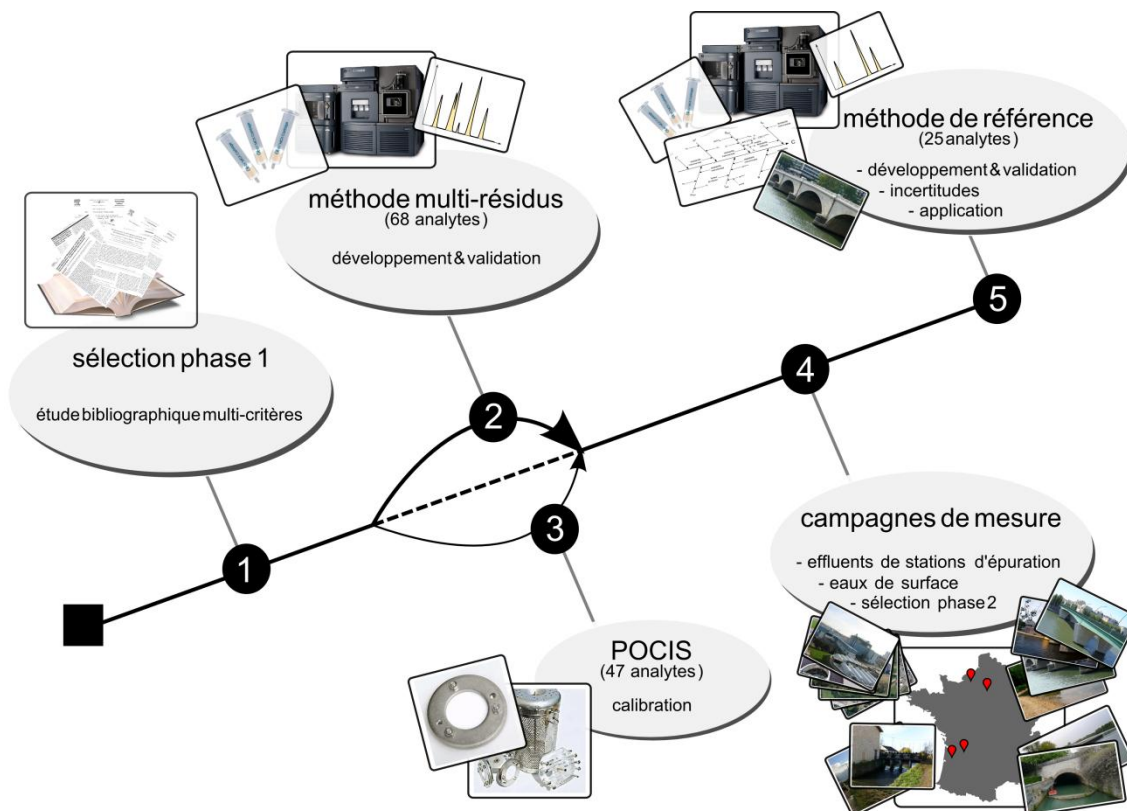 sélection phase 1
étude bibliographique multi-critères
1
méthode multi-résidus
(68 analytes)
développement & validation
2
POCIS
(47 analytes)
calibration
3
campagnes de mesure
- effluents de stations d'épuration
- eaux de surface
- sélection phase 2
4
méthode de référence
(25 analytes)
- développement & validation
- incertitudes
- application
5